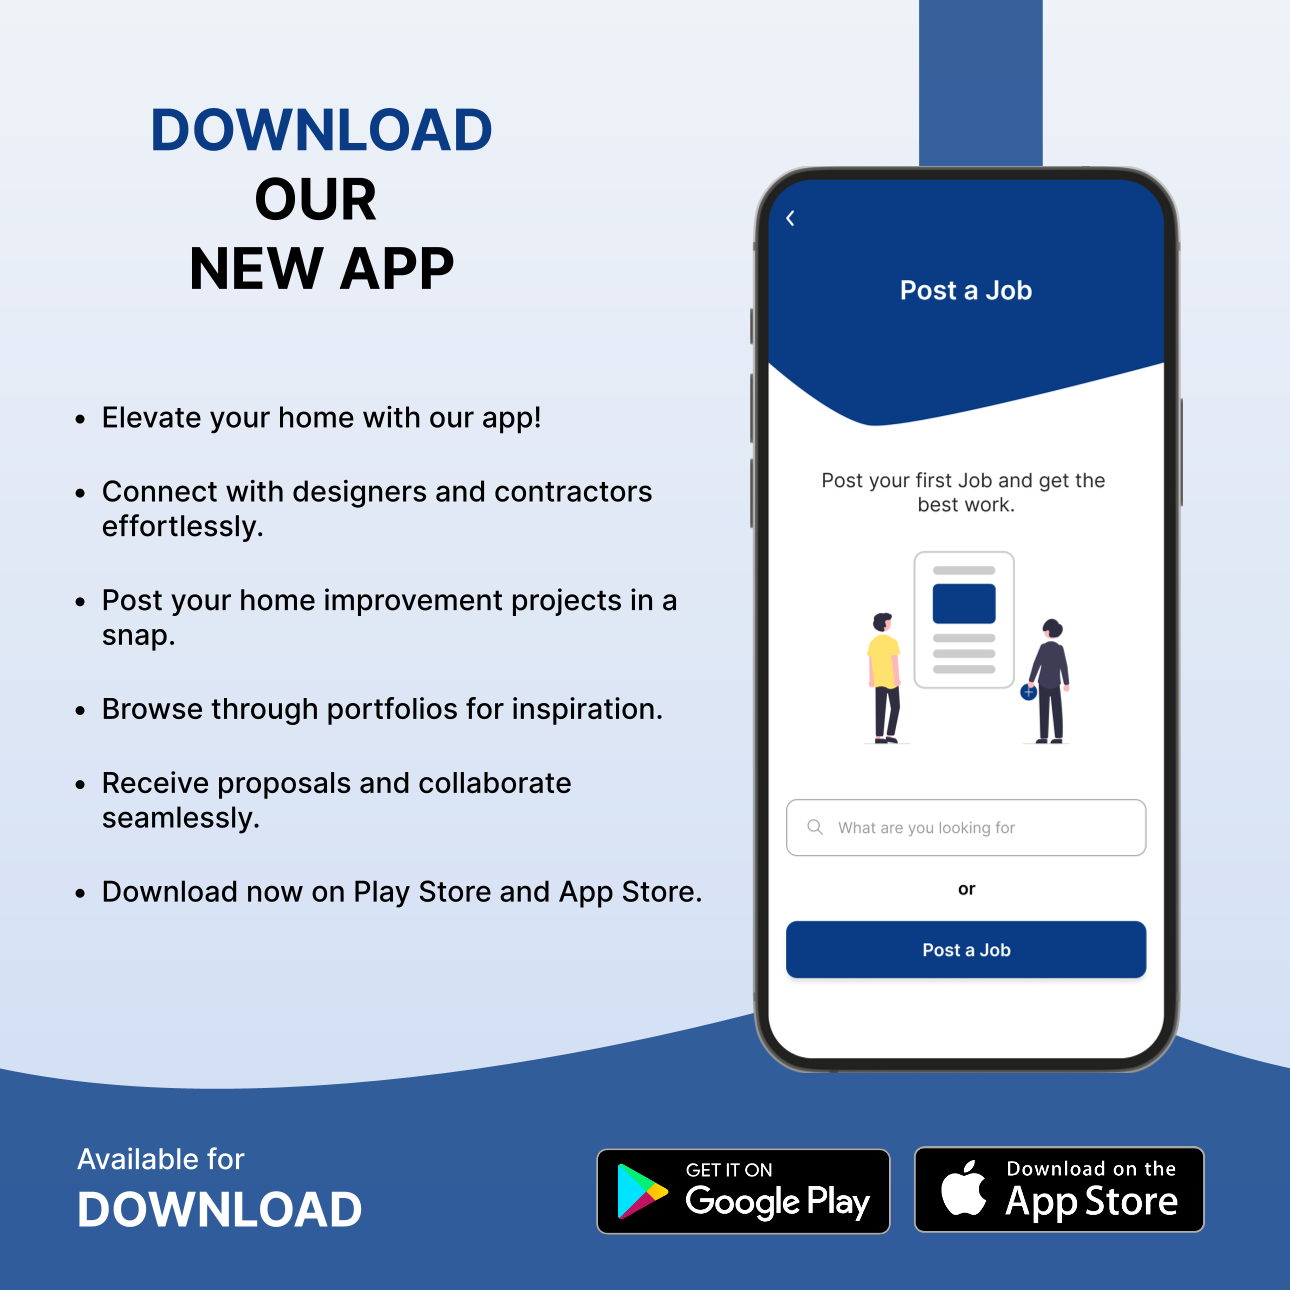 DOWNLOAD
OUR
NEW APP
• Elevate your home with our app!
• Connect with designers and contractors
effortlessly.
• Post your home improvement projects in a
snap.
• Browse through portfolios for inspiration.
• Receive proposals and collaborate
seamlessly.
• Download now on Play Store and App Store.
Post a Job
Post your first Job and get the
best work.
What are you looking for
or
Post a Job
Available for
DOWNLOAD
GET IT ON
Google Play
Download on the
App Store